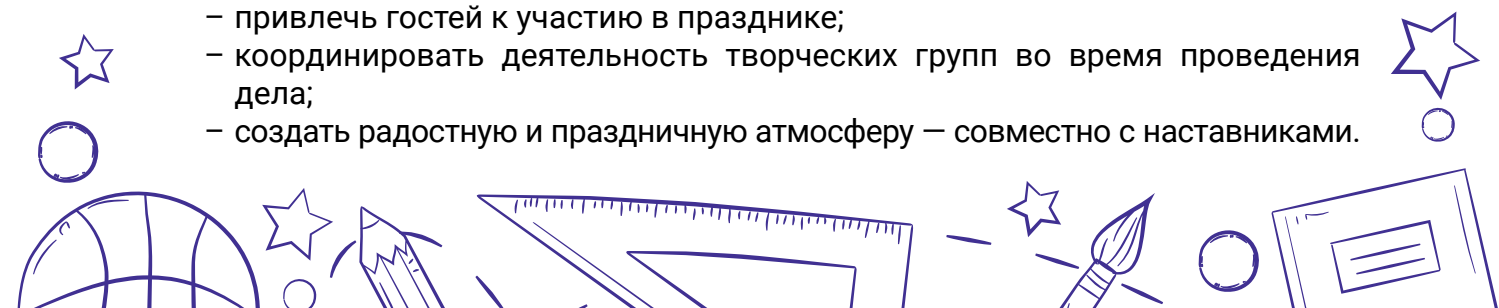 – привлечь гостей к участию в празднике;
– координировать деятельность творческих групп во время проведения
дела;
– создать радостную и праздничную атмосферу — совместно с наставниками.